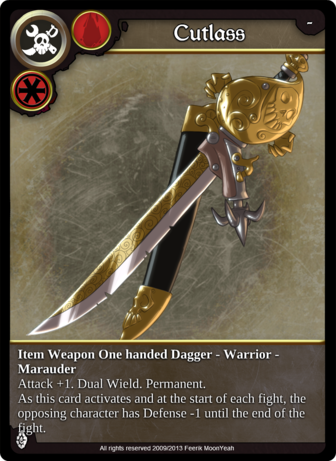 Cutlass
-
Item Weapon One handed Dagger - Warrior -
Marauder
Attack +1. Dual Wield. Permanent.
As this card activates and at the start of each fight, the
opposing character has Defense -1 until the end of the
fight.
All rights reserved 2009/2013 Feerik MoonYeah